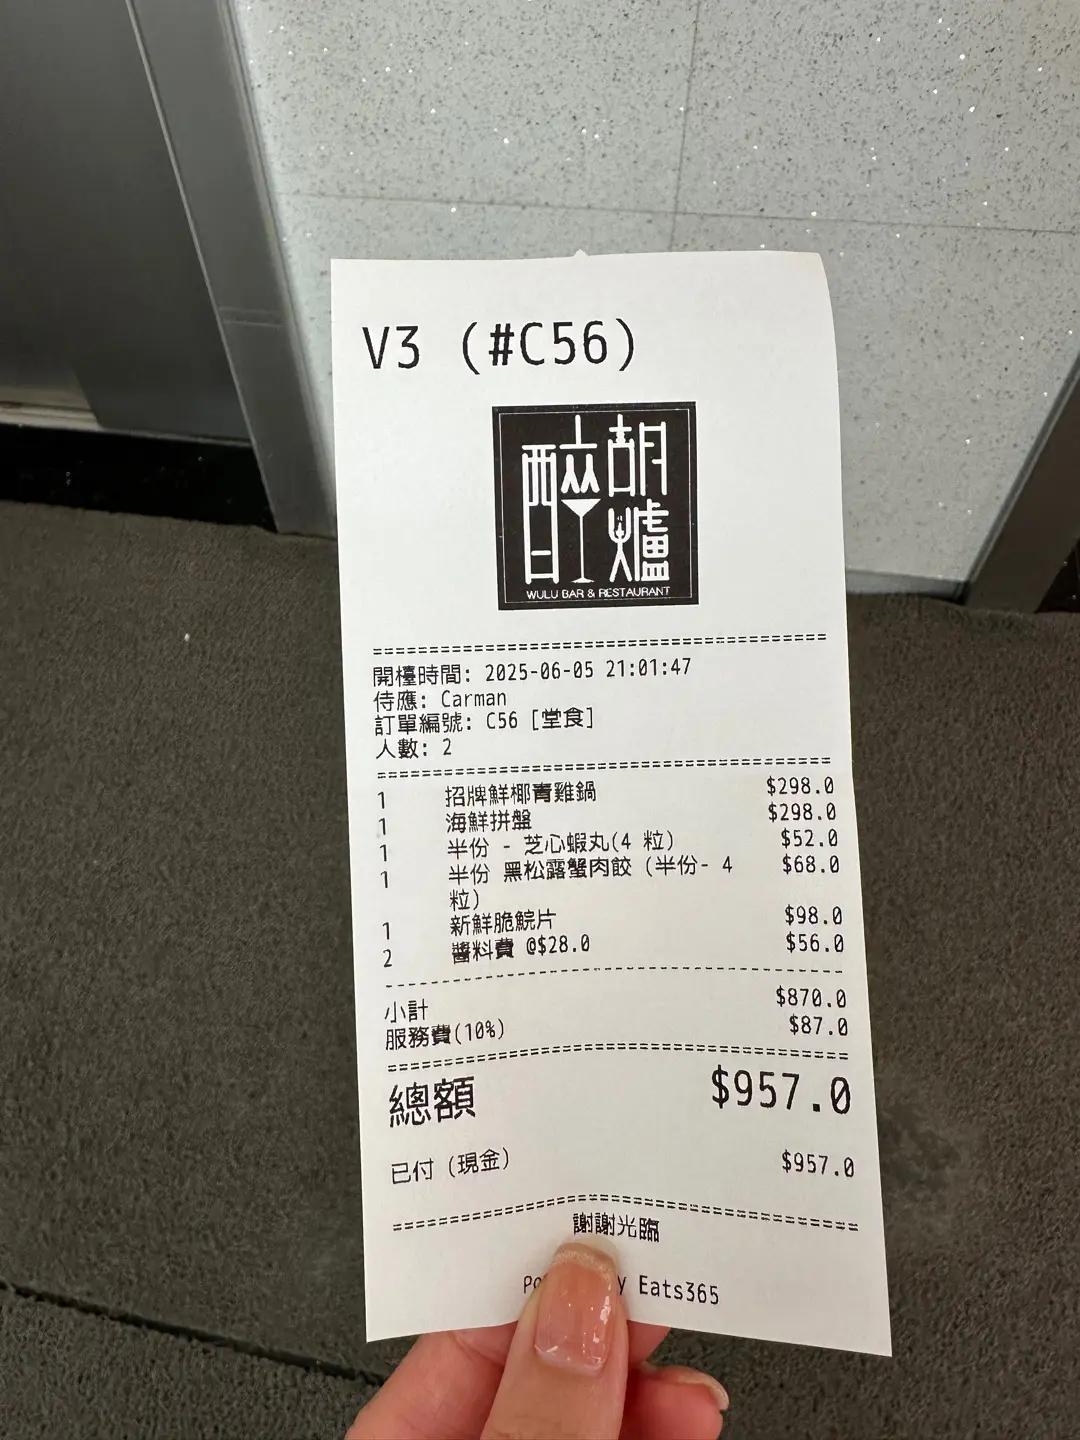 V3 (#C56)
醉胡爐
WULU BAR & RESTAURANT
開檯時間: 2025-06-05 21:01:47
侍應: Carman
訂單編號: C56 [堂食]
人數: 2
1 招牌鮮椰青雞鍋 $298.0
1 海鮮拼盤 $298.0
1 半份 - 芝心蝦丸(4 粒) $52.0
1 半份 黑松露蟹肉餃 (半份- 4 $68.0
粒)
1 新鮮脆鯇片 $98.0
2 醬料費 @$28.0 $56.0
小計 $870.0
服務費(10%) $87.0
總額 $957.0
已付 (現金) $957.0
謝謝光臨
Eats365